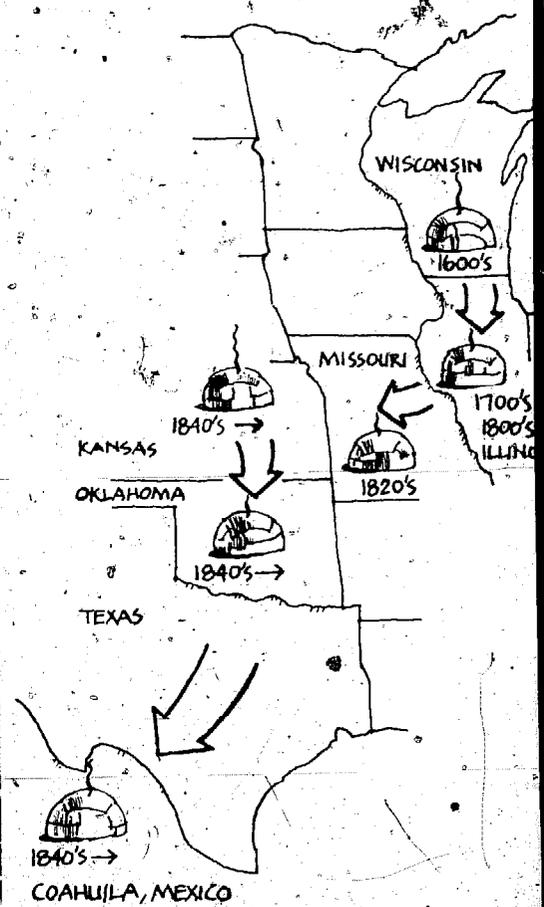 WISCONSIN
1600'S
MISSOURI
1700'S
1800'S
ILLINO
1840'S →
1820'S
KANSAS
OKLAHOMA
1840'S →
TEXAS
1840'S →
COAHUILA, MEXICO